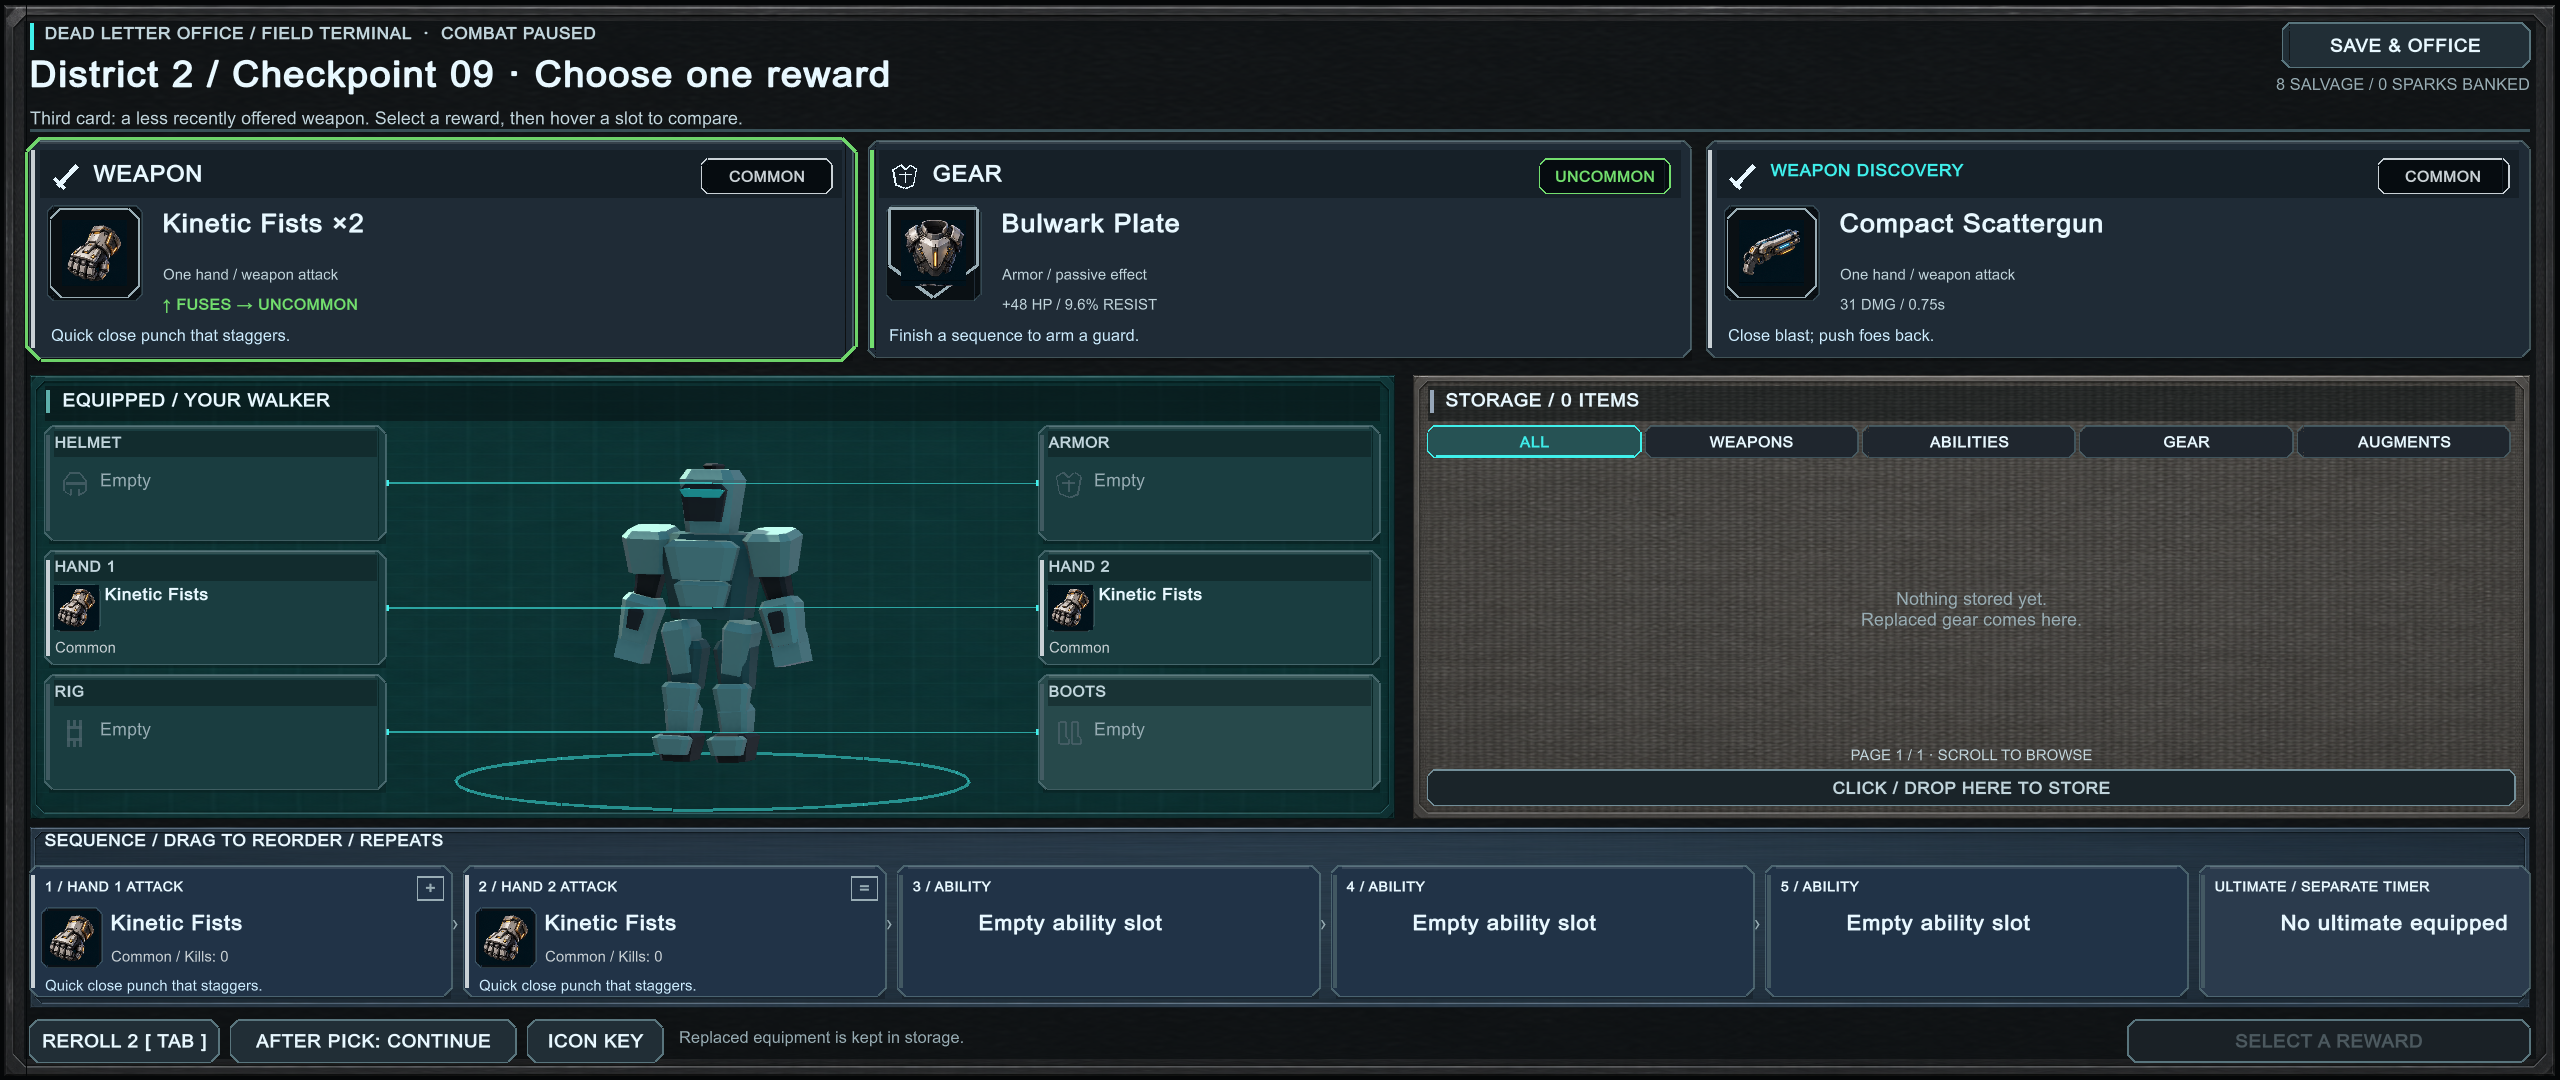 DEAD LETTER OFFICE / FIELD TERMINAL · COMBAT PAUSED
SAVE & OFFICE
District 2 / Checkpoint 09 · Choose one reward
8 SALVAGE / 0 SPARKS BANKED
Third card: a less recently offered weapon. Select a reward, then hover a slot to compare.
WEAPON
COMMON
Kinetic Fists ×2
One hand / weapon attack
↑ FUSES → UNCOMMON
Quick close punch that staggers.
GEAR
UNCOMMON
Bulwark Plate
Armor / passive effect
+48 HP / 9.6% RESIST
Finish a sequence to arm a guard.
WEAPON DISCOVERY
COMMON
Compact Scattergun
One hand / weapon attack
31 DMG / 0.75s
Close blast; push foes back.
EQUIPPED / YOUR WALKER
HELMET
Empty
ARMOR
Empty
HAND 1
Kinetic Fists
Common
HAND 2
Kinetic Fists
Common
RIG
Empty
BOOTS
Empty
STORAGE / 0 ITEMS
ALL
WEAPONS
ABILITIES
GEAR
AUGMENTS
Nothing stored yet.
Replaced gear comes here.
PAGE 1 / 1 · SCROLL TO BROWSE
CLICK / DROP HERE TO STORE
SEQUENCE / DRAG TO REORDER / REPEATS
1 / HAND 1 ATTACK
+
Kinetic Fists
Common / Kills: 0
Quick close punch that staggers.
2 / HAND 2 ATTACK
=
Kinetic Fists
Common / Kills: 0
Quick close punch that staggers.
3 / ABILITY
Empty ability slot
4 / ABILITY
Empty ability slot
5 / ABILITY
Empty ability slot
ULTIMATE / SEPARATE TIMER
No ultimate equipped
REROLL 2 [ TAB ]
AFTER PICK: CONTINUE
ICON KEY
Replaced equipment is kept in storage.
SELECT A REWARD